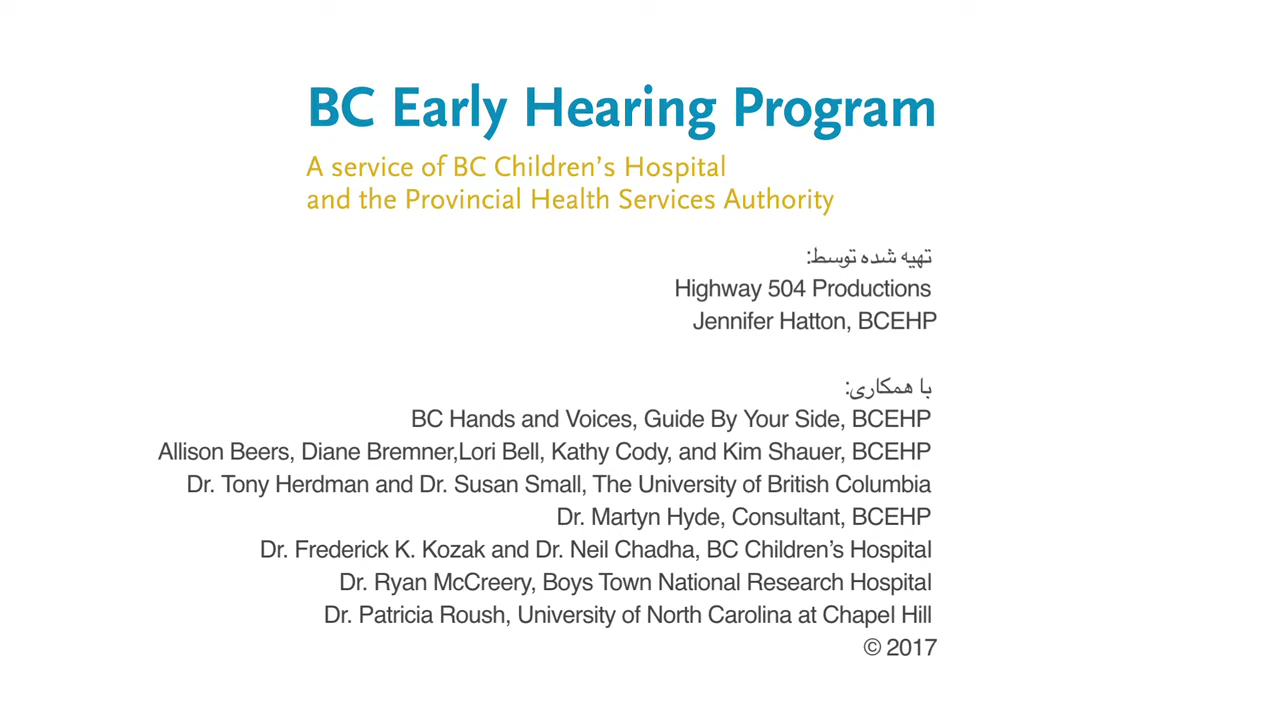 BC Early Hearing Program
A service of BC Children's Hospital
and the Provincial Health Services Authority
تهیه شده توسط:
Highway 504 Productions
Jennifer Hatton, BCEHP
با همکاری:
BC Hands and Voices, Guide By Your Side, BCEHP
Allison Beers, Diane Bremner,Lori Bell, Kathy Cody, and Kim Shauer, BCEHP
Dr. Tony Herdman and Dr. Susan Small, The University of British Columbia
Dr. Martyn Hyde, Consultant, BCEHP
Dr. Frederick K. Kozak and Dr. Neil Chadha, BC Children’s Hospital
Dr. Ryan McCreery, Boys Town National Research Hospital
Dr. Patricia Roush, University of North Carolina at Chapel Hill
© 2017